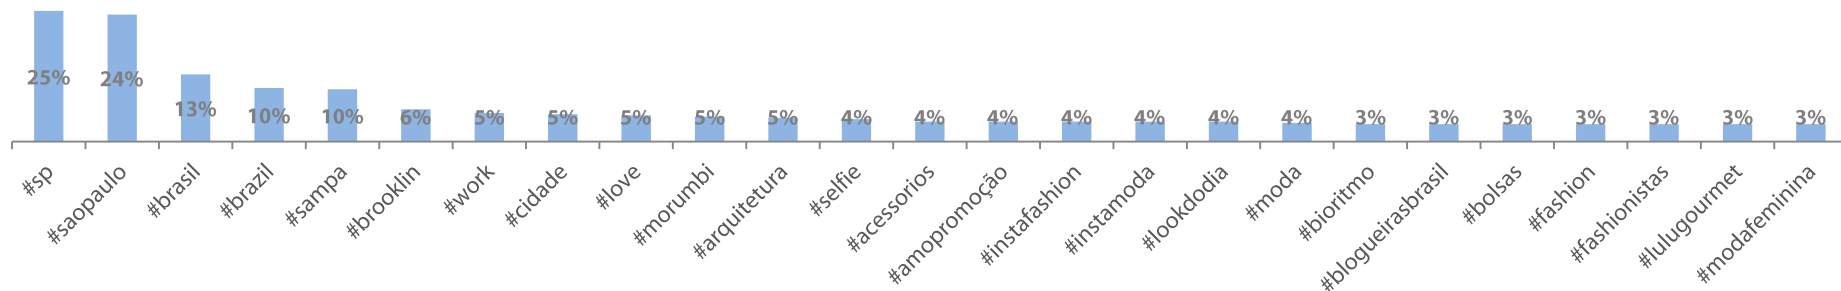 25% 24% 13% 10% 10% 6% 5% 5% 5% 5% 5% 4% 4% 4% 4% 4% 4% 4% 3% 3% 3% 3% 3% 3% 3%
#sp #saopaulo #brasil #brazil #sampa #brooklin #work #cidade #love #morumbi #arquitetura #selfie #acessorios #amopromoção #instafashion #instamoda #lookdodia #moda #bioritmo #blogueirasbrasil #bolsas #fashion #fashionistas #lulugourmet #modafeminina